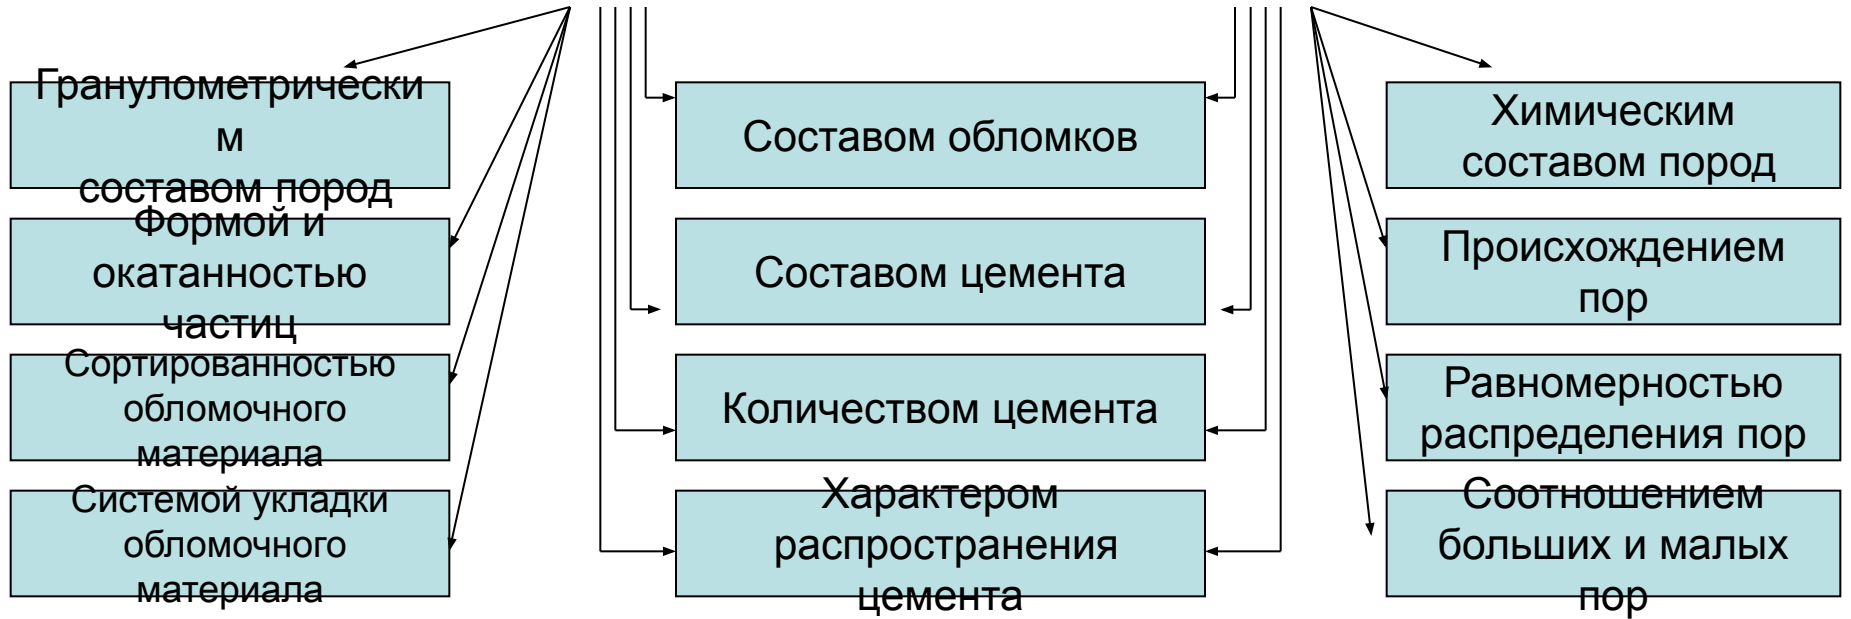 Гранулометрически
м
составом пород
Формой и
окатанностью
частиц
Сортированностью
обломочного
материала
Системой укладки
обломочного
материала
Составом обломков
Составом цемента
Количеством цемента
Характером
распространения
цемента
Химическим
составом пород
Происхождением
пор
Равномерностью
распределения пор
Соотношением
больших и малых
пор